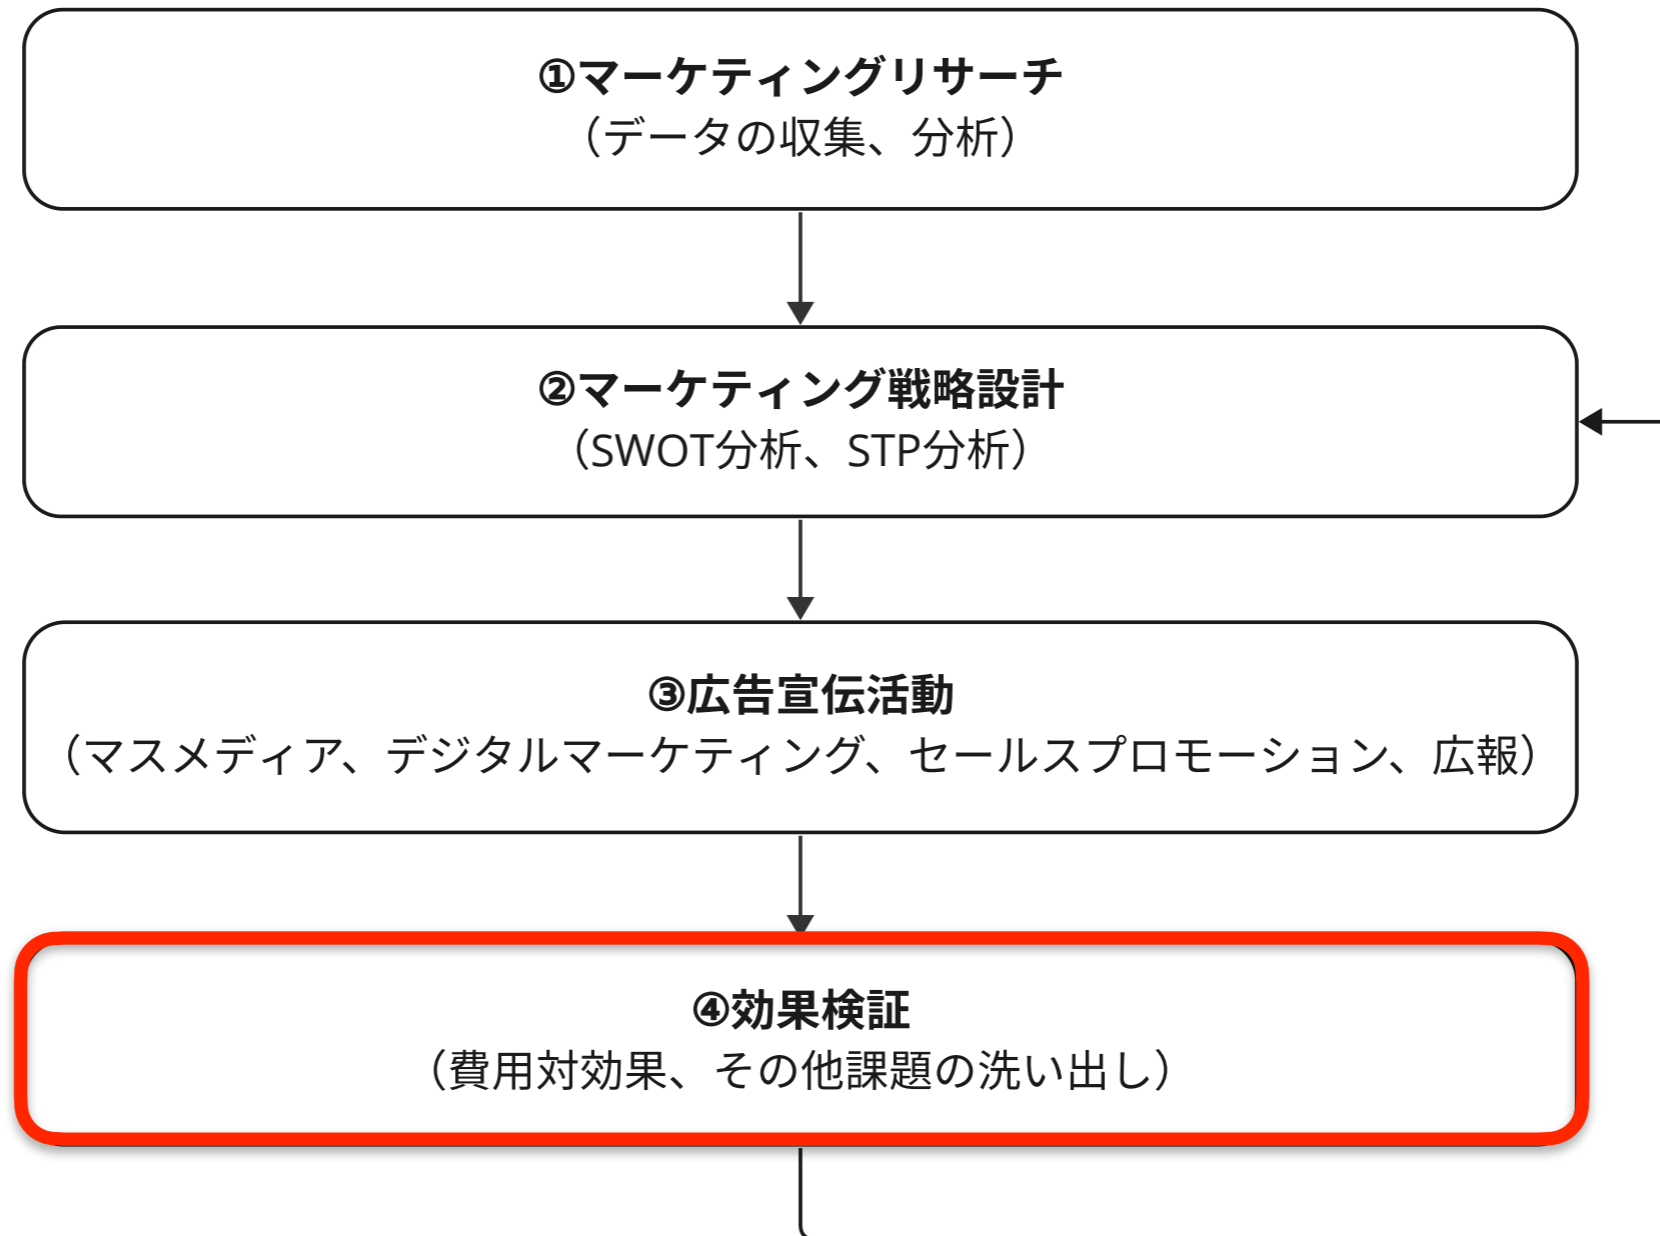 ①マーケティングリサーチ
（データの収集、分析）
②マーケティング戦略設計
（SWOT分析、STP分析）
③広告宣伝活動
（マスメディア、デジタルマーケティング、セールスプロモーション、広報）
④効果検証
（費用対効果、その他課題の洗い出し）